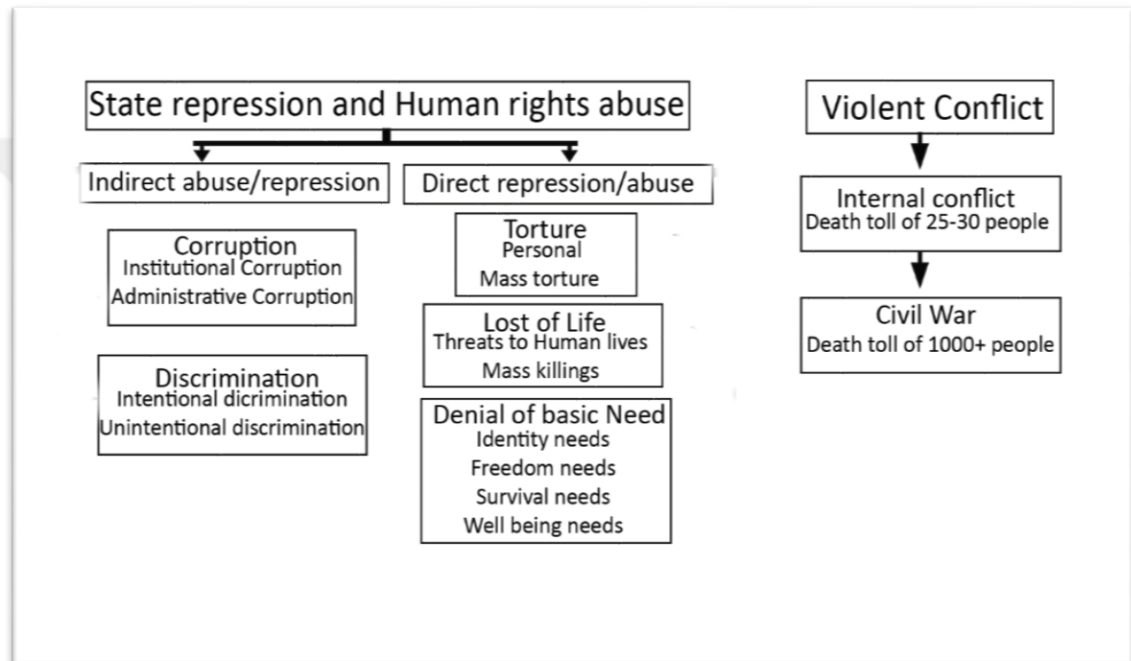 State repression and Human rights abuse
Indirect abuse/repression
Corruption
Institutional Corruption
Administrative Corruption
Discrimination
Intentional dicrimination
Unintentional discrimination
Direct repression/abuse
Torture
Personal
Mass torture
Lost of Life
Threats to Human lives
Mass killings
Denial of basic Need
Identity needs
Freedom needs
Survival needs
Well being needs
Violent Conflict
Internal conflict
Death toll of 25-30 people
Civil War
Death toll of 1000+ people